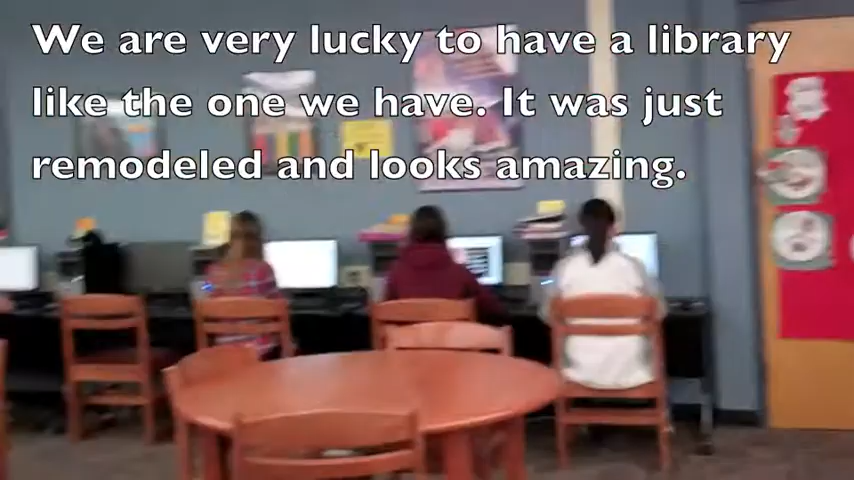 We are very lucky to have a library
like the one we have. It was just
remodeled and looks amazing.